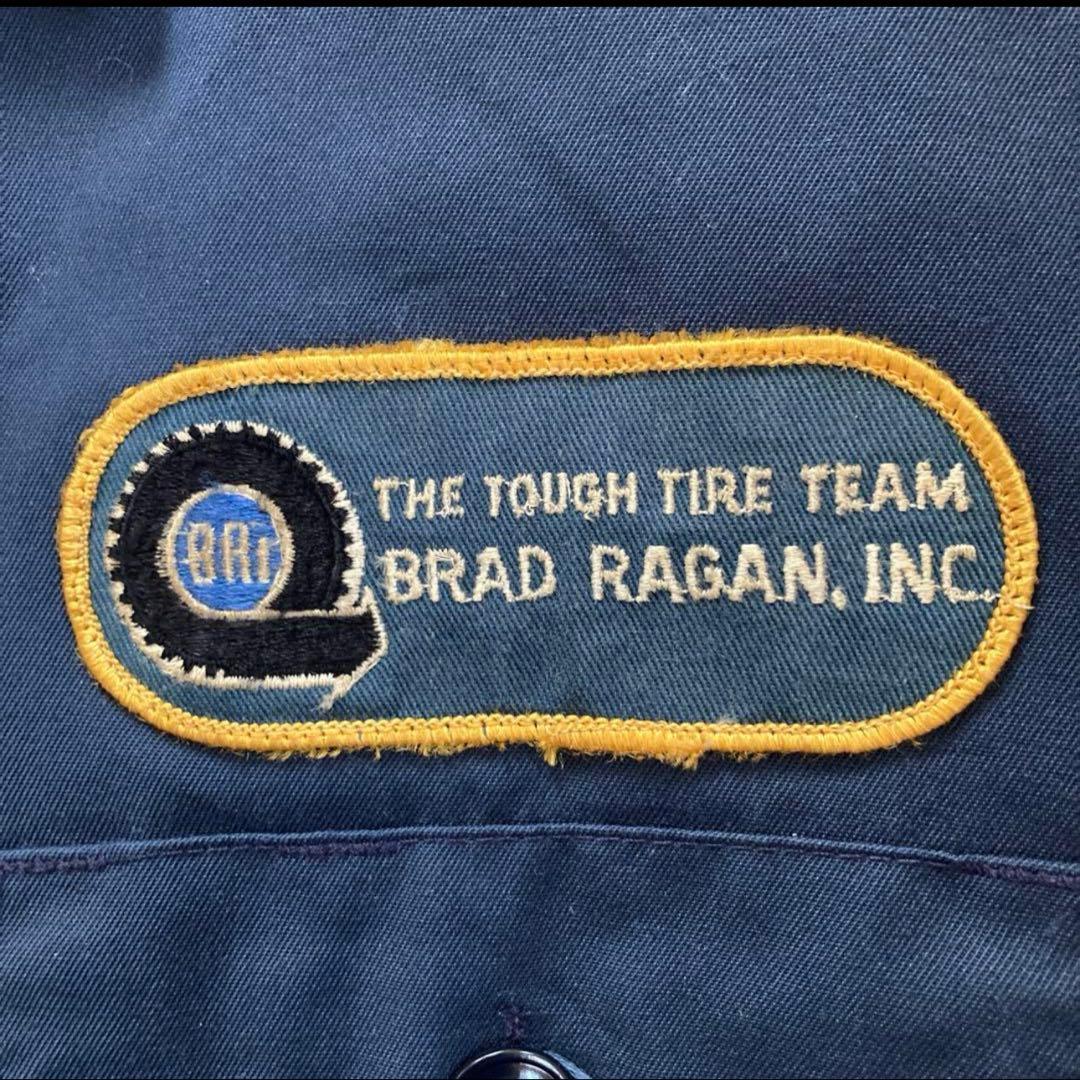 BRI
THE TOUGH TIRE TEAM
BRAD RAGAN, INC.